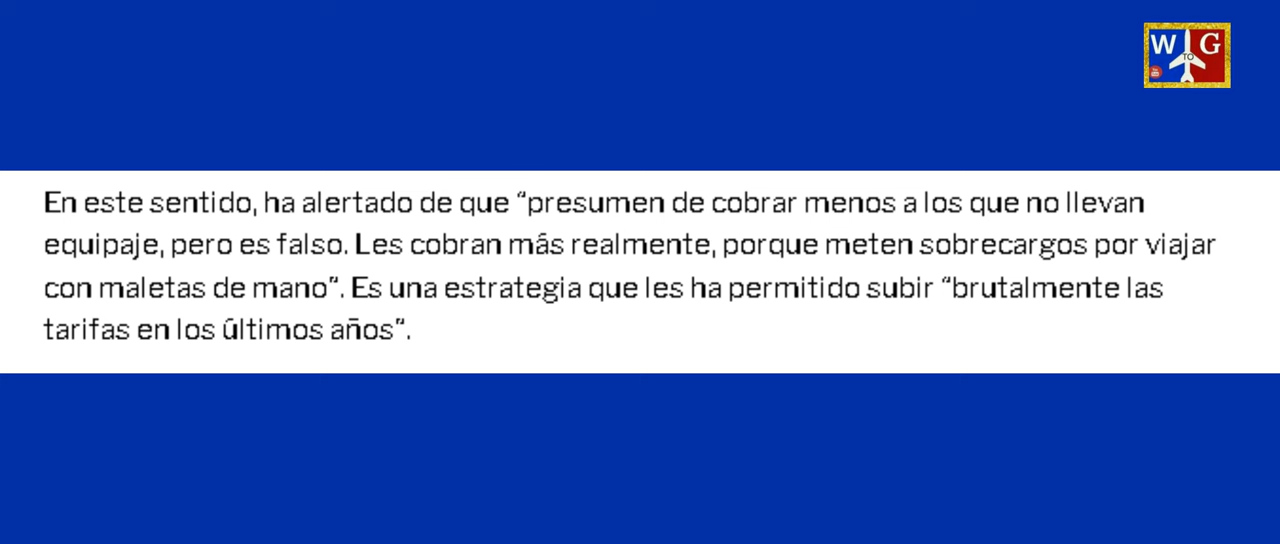 W TO G
En este sentido, ha alertado de que “presumen de cobrar menos a los que no llevan
equipaje, pero es falso. Les cobran más realmente, porque meten sobrecargos por viajar
con maletas de mano”. Es una estrategia que les ha permitido subir “brutalmente las
tarifas en los últimos años”.